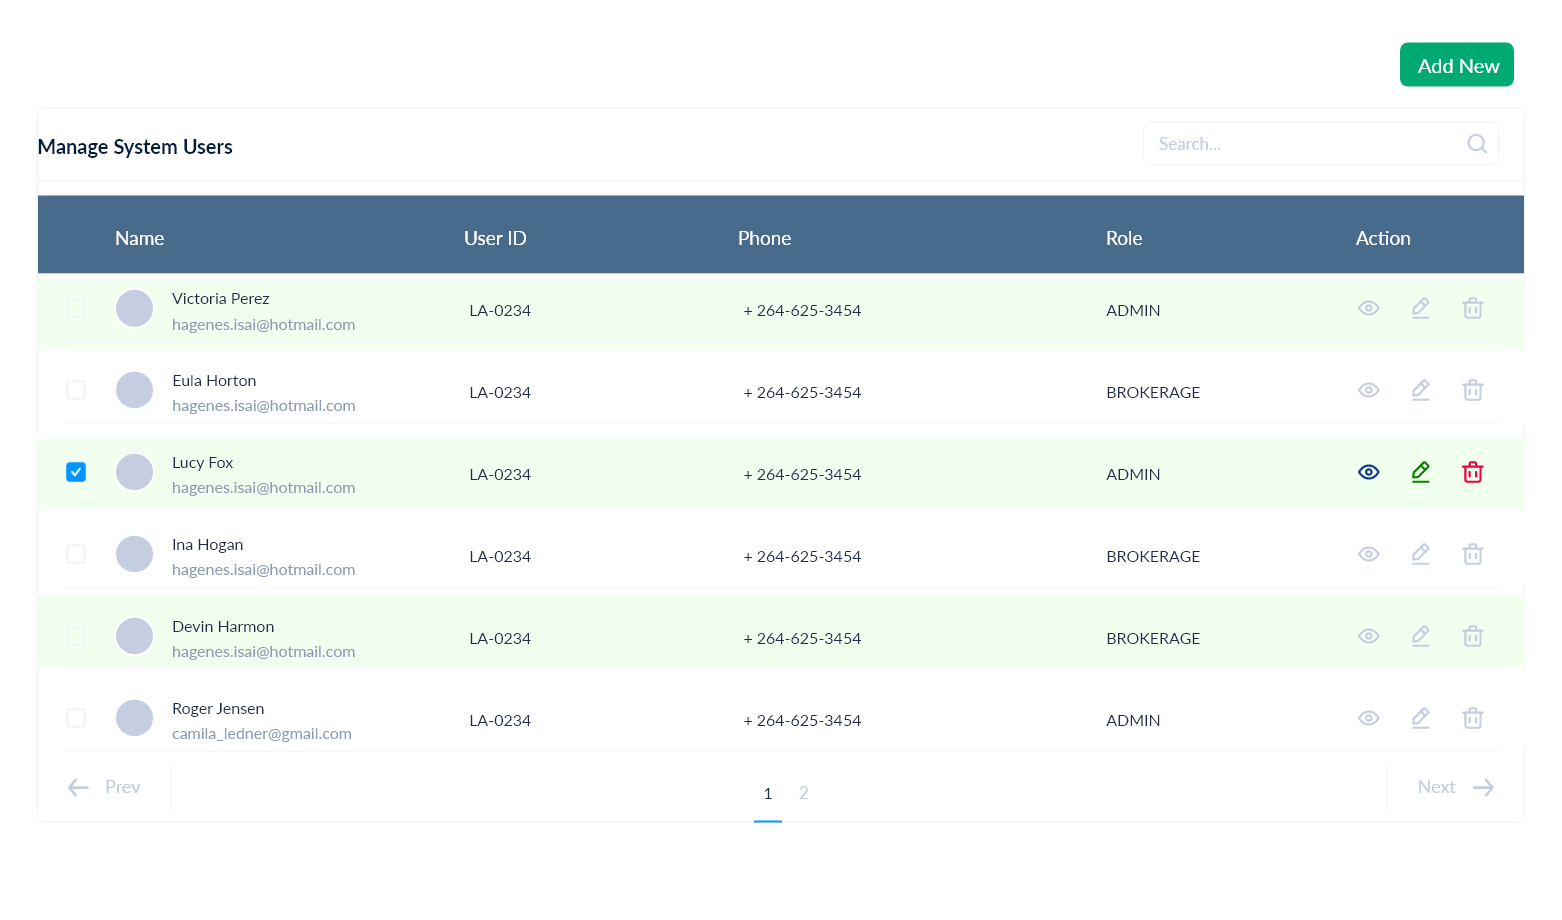 Add New
Manage System Users
Search...
Name User ID Phone Role Action
Victoria Perez
hagenes.isai@hotmail.com
LA-0234 + 264-625-3454 ADMIN
Eula Horton
hagenes.isai@hotmail.com
LA-0234 + 264-625-3454 BROKERAGE
Lucy Fox
hagenes.isai@hotmail.com
LA-0234 + 264-625-3454 ADMIN
Ina Hogan
hagenes.isai@hotmail.com
LA-0234 + 264-625-3454 BROKERAGE
Devin Harmon
hagenes.isai@hotmail.com
LA-0234 + 264-625-3454 BROKERAGE
Roger Jensen
camila_ledner@gmail.com
LA-0234 + 264-625-3454 ADMIN
Prev 1 2 Next